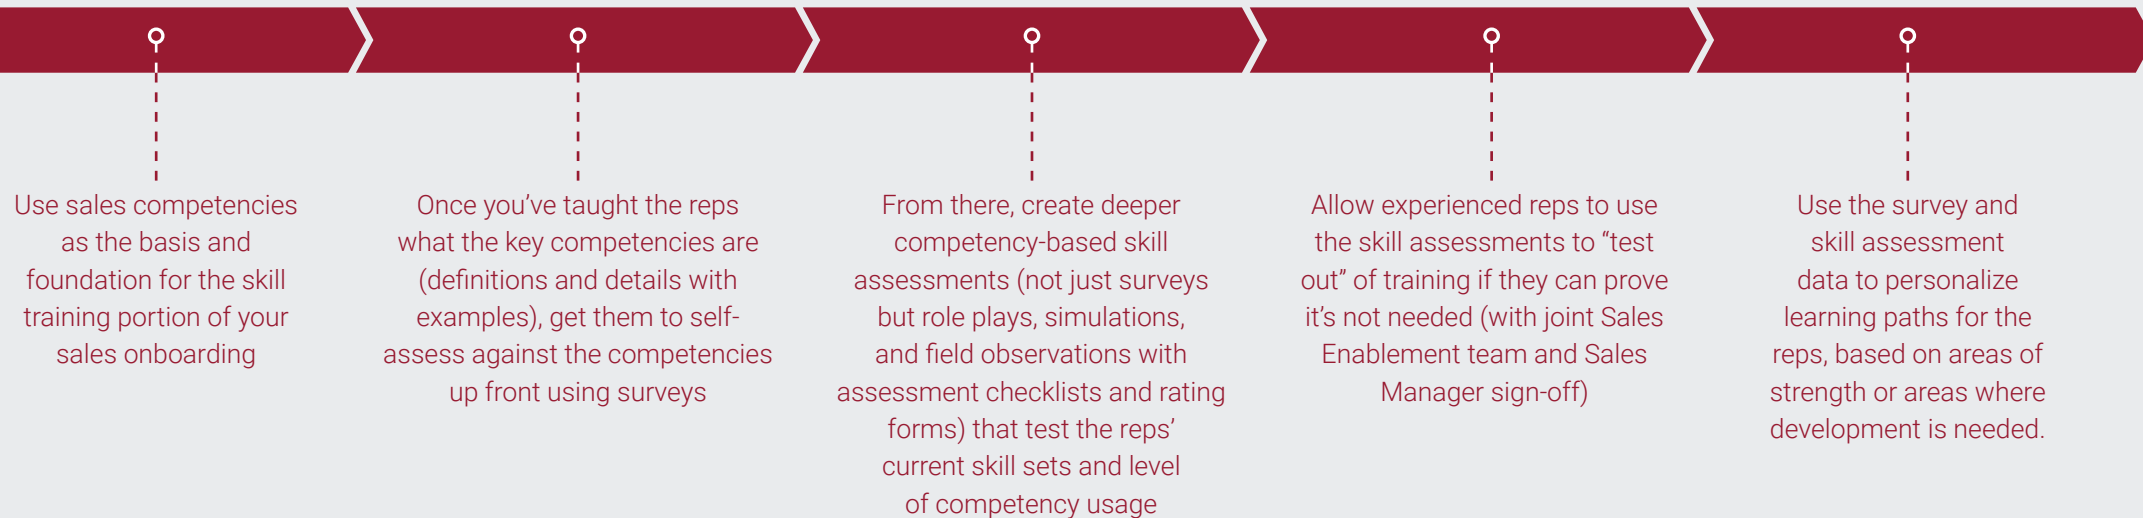 Use sales competencies
as the basis and
foundation for the skill
training portion of your
sales onboarding
Once you’ve taught the reps
what the key competencies are
(definitions and details with
examples), get them to self-
assess against the competencies
up front using surveys
From there, create deeper
competency-based skill
assessments (not just surveys
but role plays, simulations,
and field observations with
assessment checklists and rating
forms) that test the reps’
current skill sets and level
of competency usage
Allow experienced reps to use
the skill assessments to “test
out” of training if they can prove
it’s not needed (with joint Sales
Enablement team and Sales
Manager sign-off)
Use the survey and
skill assessment
data to personalize
learning paths for the
reps, based on areas of
strength or areas where
development is needed.